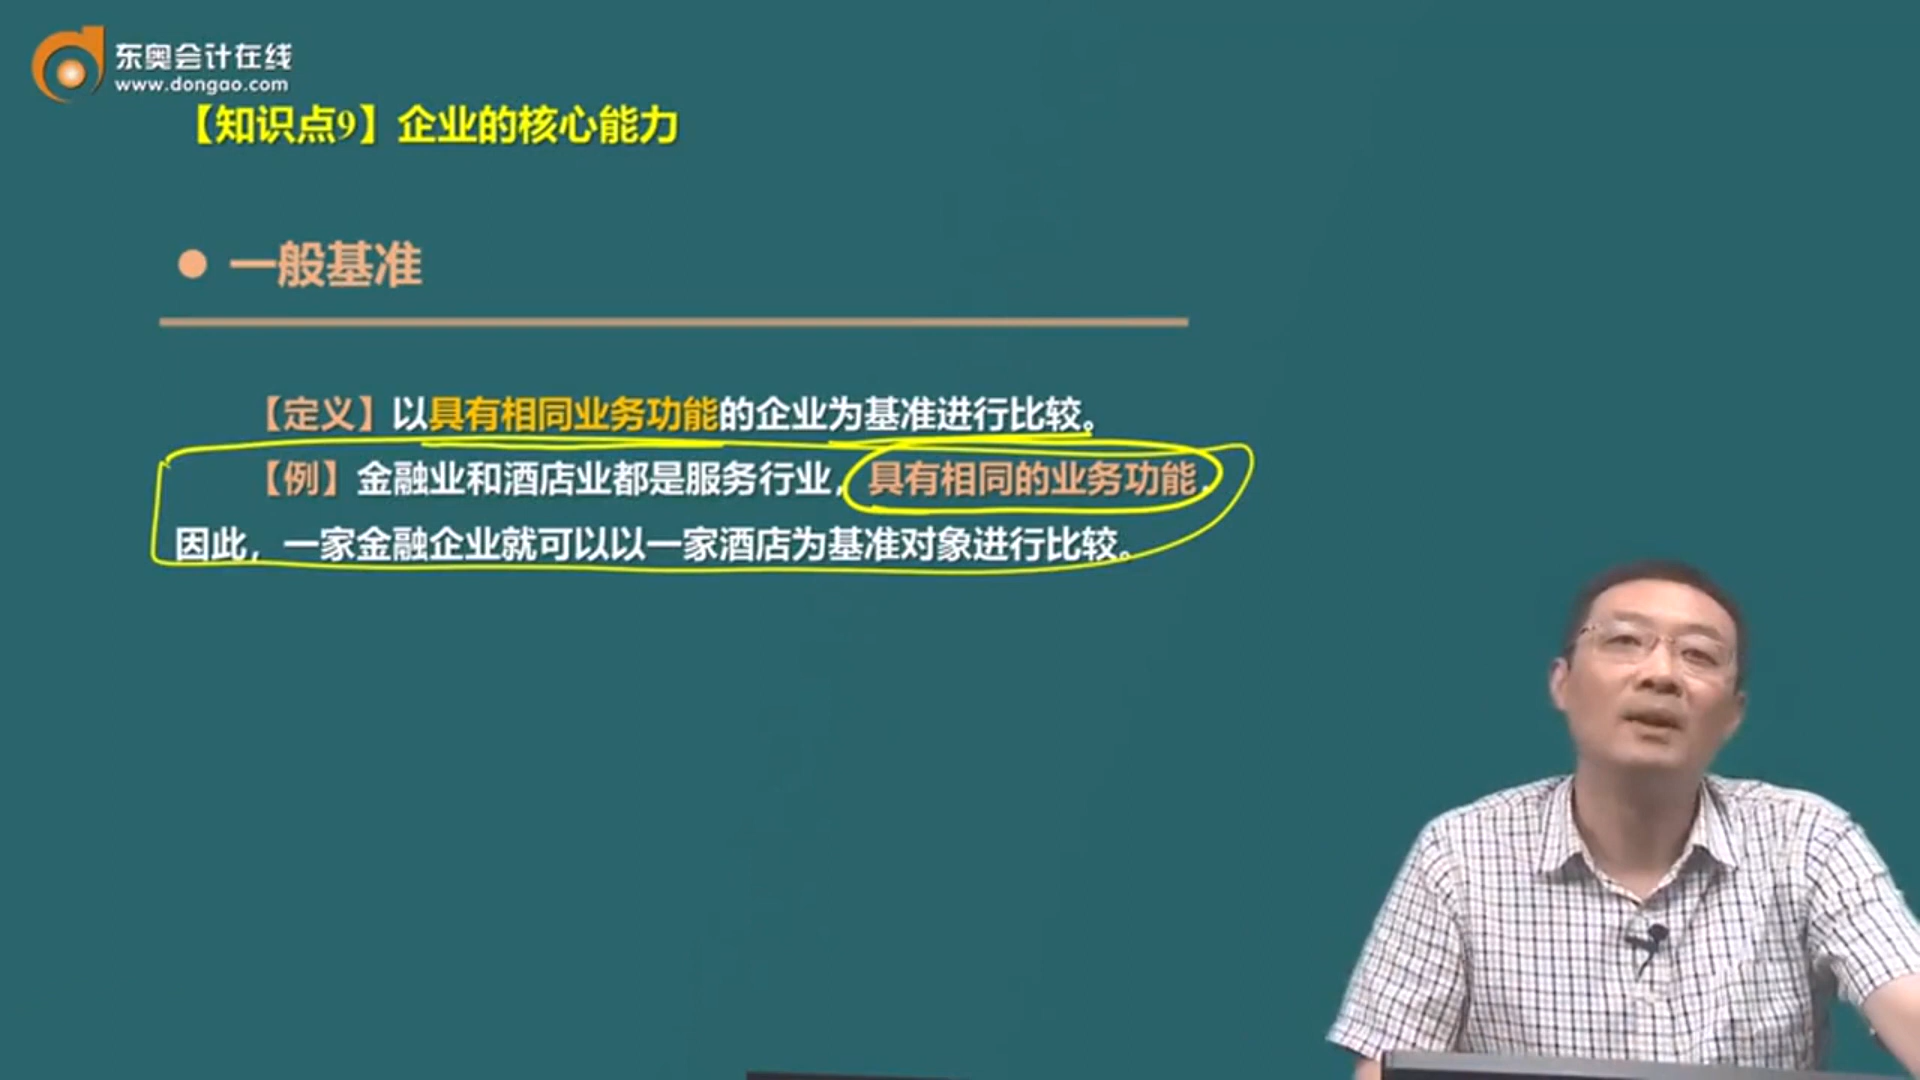 东奥会计在线
www.dongao.com
【知识点9】企业的核心能力
一般基准
【定义】以具有相同业务功能的企业为基准进行比较。
【例】金融业和酒店业都是服务行业，具有相同的业务功能，
因此，一家金融企业就可以以一家酒店为基准对象进行比较。